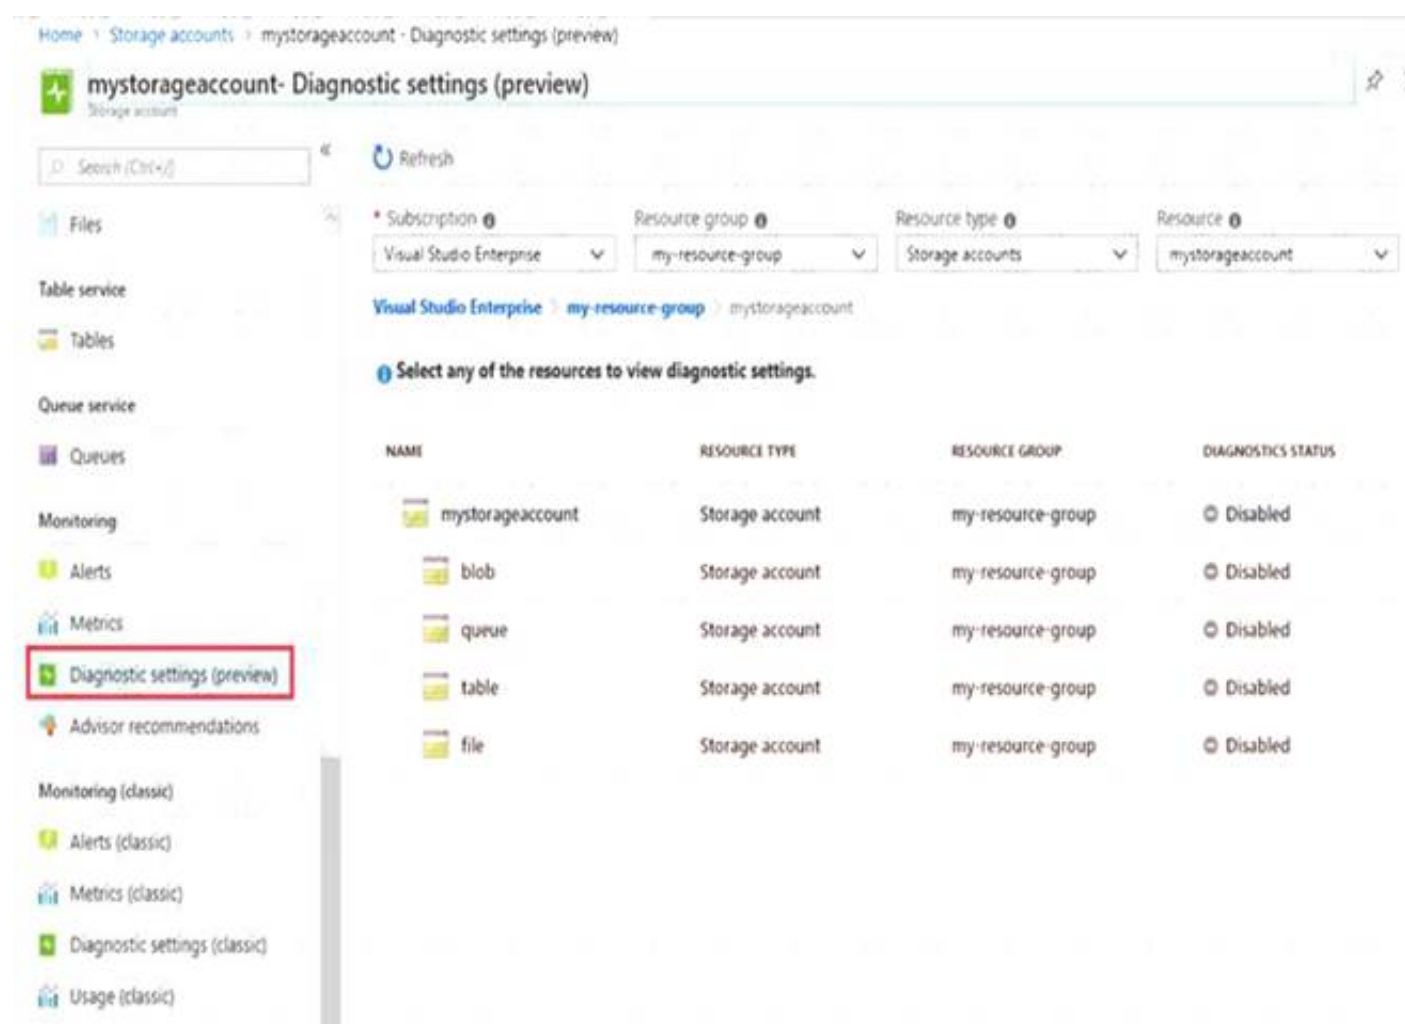 Home > Storage accounts > mystorageaccount - Diagnostic settings (preview)
mystorageaccount- Diagnostic settings (preview)
Storage account
Search (Ctrl+/)
«
Refresh
Files
Table service
Tables
Queue service
Queues
Monitoring
Alerts
Metrics
Diagnostic settings (preview)
Advisor recommendations
Monitoring (classic)
Alerts (classic)
Metrics (classic)
Diagnostic settings (classic)
Usage (classic)
* Subscription Resource group Resource type Resource
Visual Studio Enterprise my-resource-group Storage accounts mystorageaccount
Visual Studio Enterprise > my-resource-group > mystorageaccount
Select any of the resources to view diagnostic settings.
NAME RESOURCE TYPE RESOURCE GROUP DIAGNOSTICS STATUS
mystorageaccount Storage account my-resource-group Disabled
blob Storage account my-resource-group Disabled
queue Storage account my-resource-group Disabled
table Storage account my-resource-group Disabled
file Storage account my-resource-group Disabled